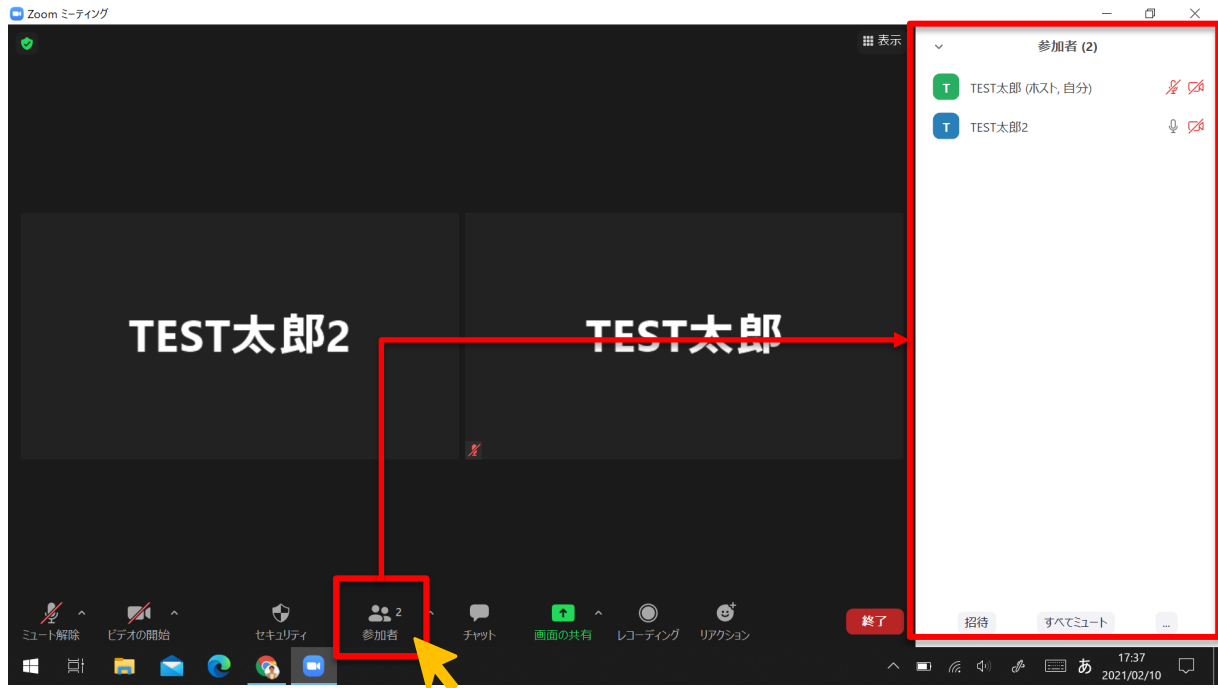 Zoom ミーティング
表示
参加者 (2)
T TEST太郎 (ホスト, 自分)
T TEST太郎2
TEST太郎2
TEST太郎
2
ミュート解除 ビデオの開始 セキュリティ 参加者 チャット 画面の共有 レコーディング リアクション 終了
招待 すべてミュート ...
あ 17:37
2021/02/10